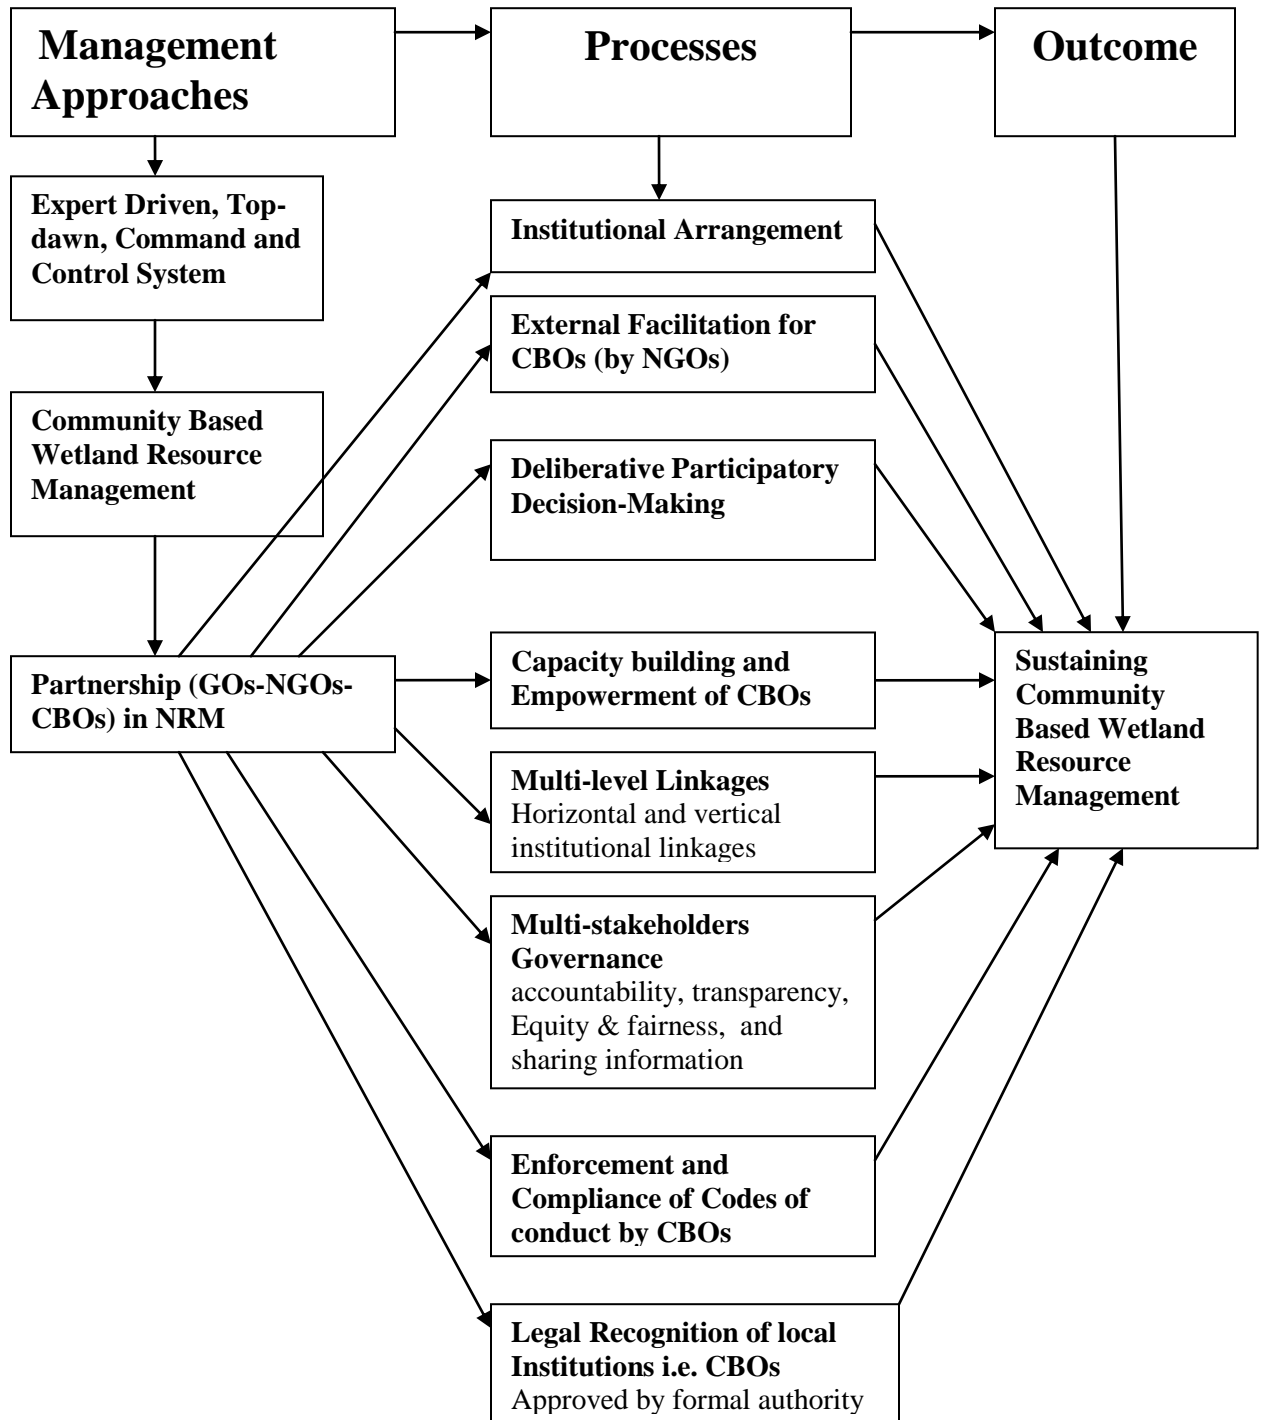 Management
Approaches
Processes
Outcome
Expert Driven, Top-
dawn, Command and
Control System
Community Based
Wetland Resource
Management
Partnership (GOs-NGOs-
CBOs) in NRM
Institutional Arrangement
External Facilitation for
CBOs (by NGOs)
Deliberative Participatory
Decision-Making
Capacity building and
Empowerment of CBOs
Multi-level Linkages
Horizontal and vertical
institutional linkages
Multi-stakeholders
Governance
accountability, transparency,
Equity & fairness, and
sharing information
Enforcement and
Compliance of Codes of
conduct by CBOs
Legal Recognition of local
Institutions i.e. CBOs
Approved by formal authority
Sustaining
Community
Based Wetland
Resource
Management